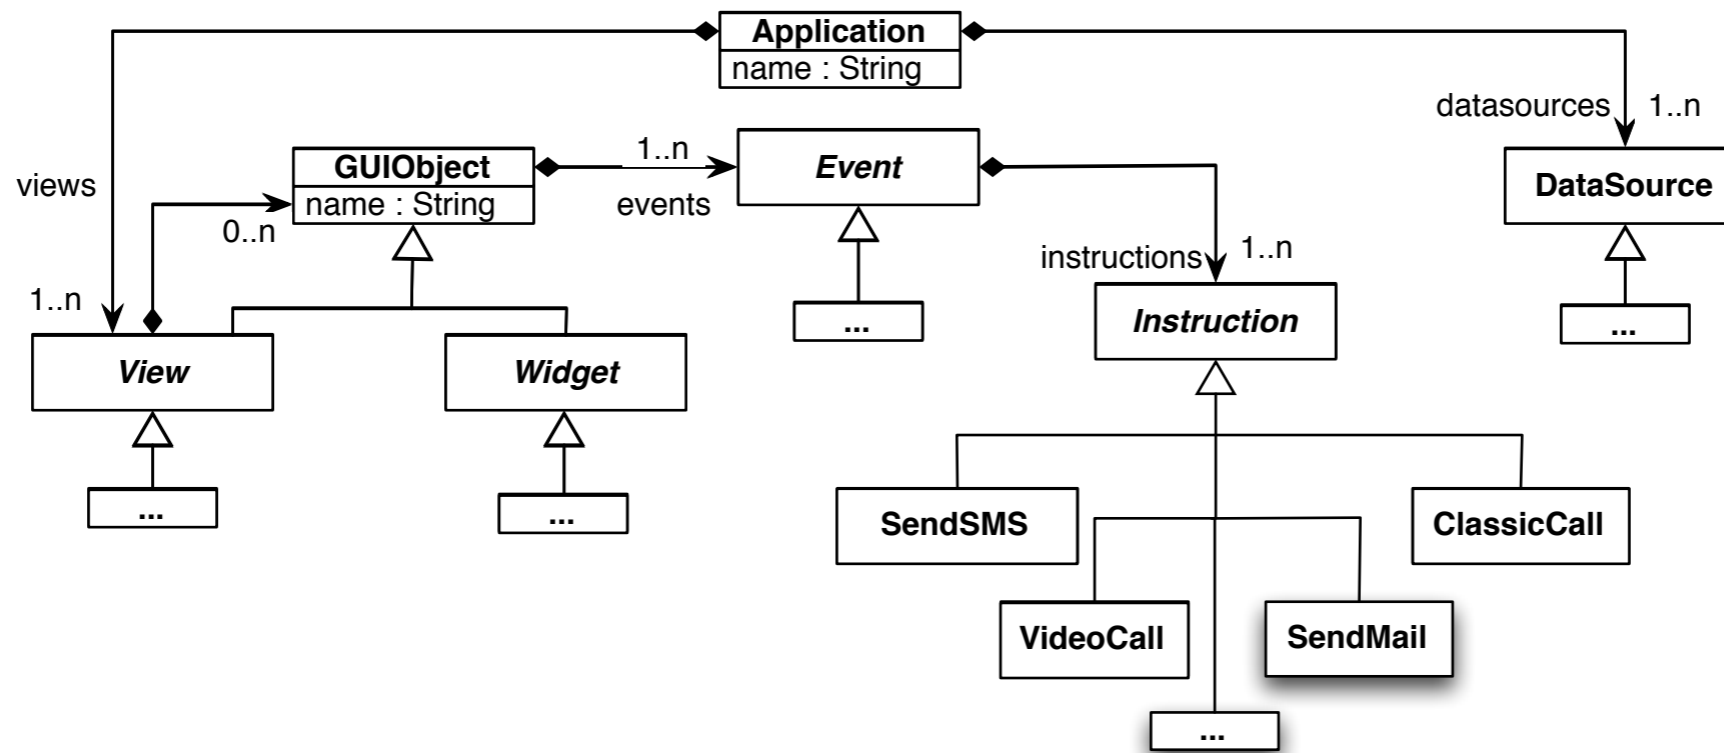 Application
name : String
datasources 1..n
1..n
GUIObject
Event
views
name : String
events
DataSource
0..n
instructions 1..n
1..n
...
Instruction
...
View
Widget
...
...
SendSMS
ClassicCall
VideoCall
SendMail
...